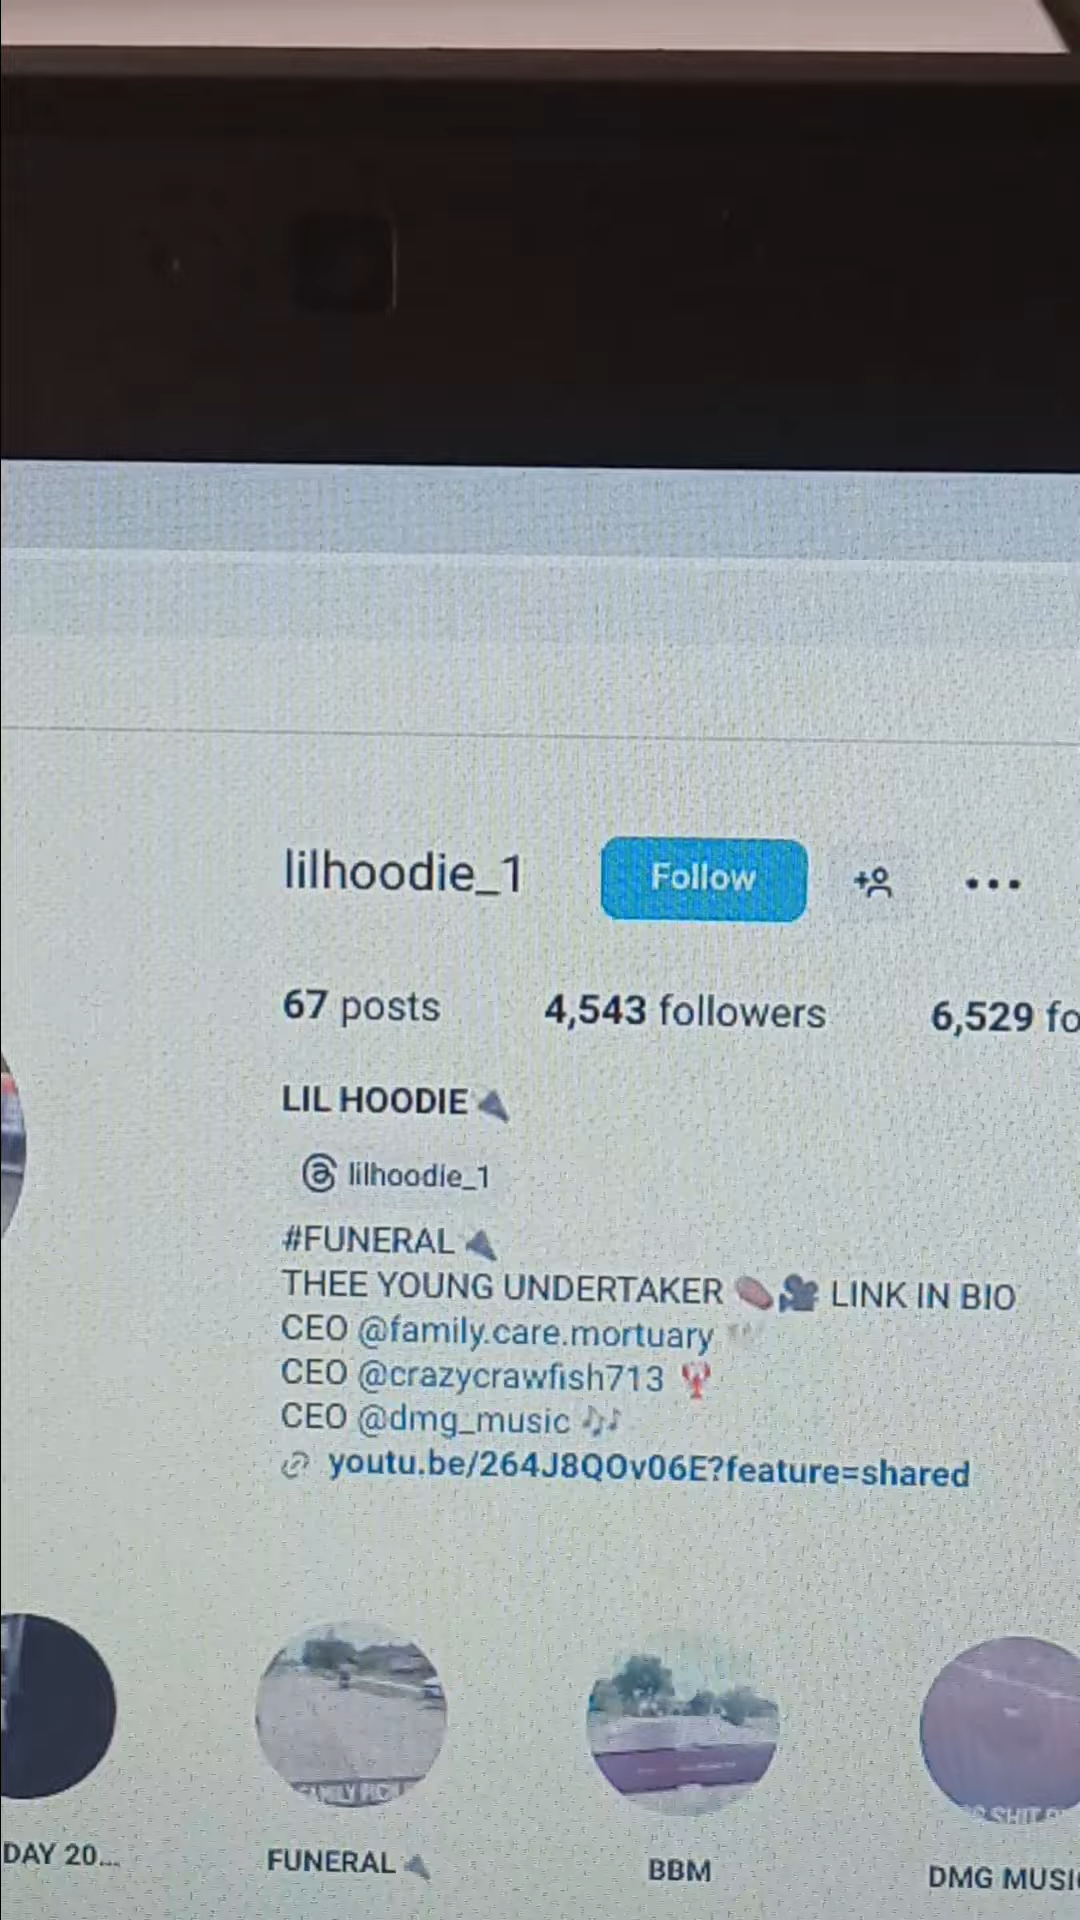 lilhoodie_1 Follow
67 posts 4,543 followers 6,529 fo
LIL HOODIE
lilhoodie_1
#FUNERAL
THEE YOUNG UNDERTAKER LINK IN BIO
CEO @family.care.mortuary
CEO @crazycrawfish713
CEO @dmg_music
youtu.be/264J8QOv06E?feature=shared
FAMILY
SHIT
DAY 20... FUNERAL BBM DMG MUSI